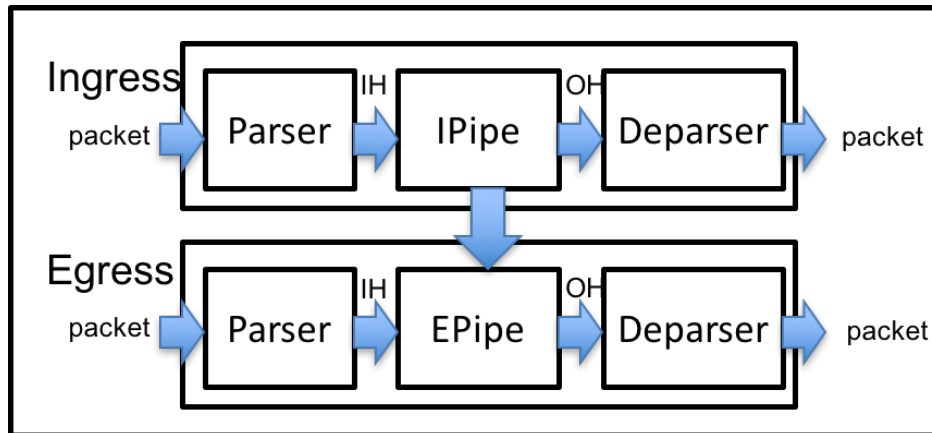 Ingress
IH
OH
packet
Parser
IPipe
Deparser
packet
Egress
IH
OH
packet
Parser
EPipe
Deparser
packet